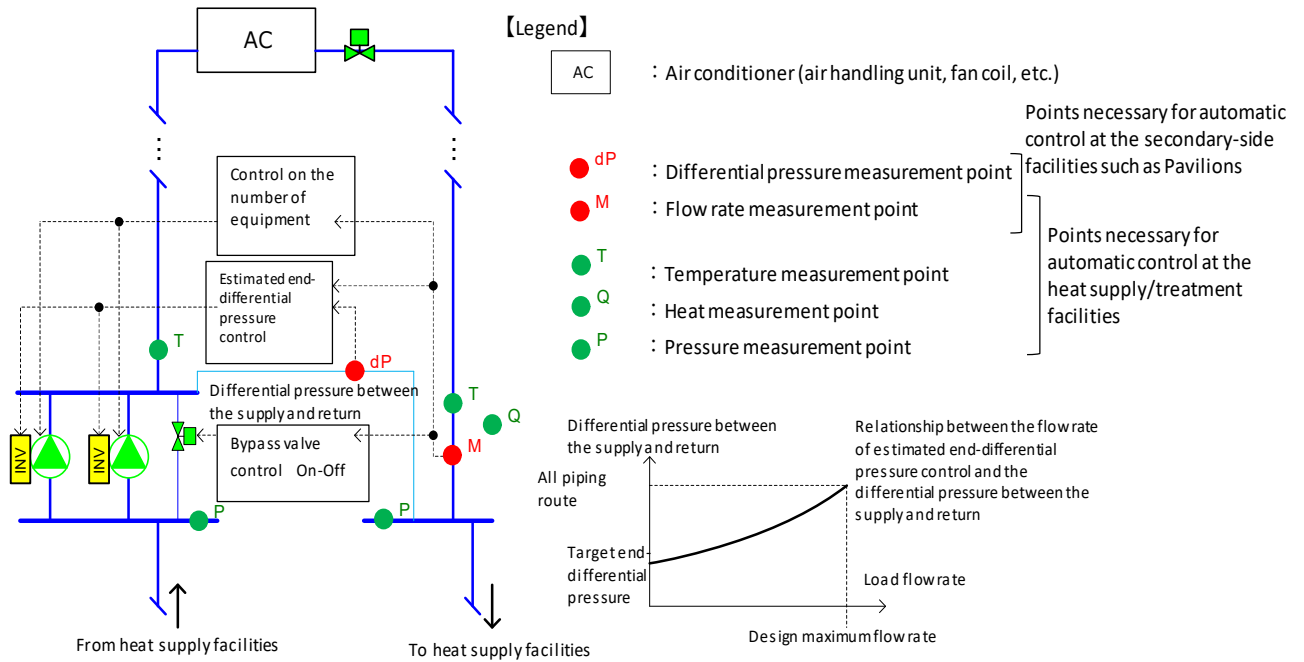 AC
Control on the
number of
equipment
Estimated end-
differential
pressure
control
T
dP
Differential pressure between
the supply and return
T
Q
Bypass valve
control On-Off
M
INV
INV
P
P
From heat supply facilities
To heat supply facilities
【Legend】
AC
：Air conditioner (air handling unit, fan coil, etc.)
Points necessary for automatic
control at the secondary-side
facilities such as Pavilions
dP
：Differential pressure measurement point
M
：Flow rate measurement point
T
：Temperature measurement point
Q
：Heat measurement point
P
：Pressure measurement point
Points necessary for
automatic control at the
heat supply/treatment
facilities
Differential pressure between
the supply and return
All piping
route
Target end-
differential
pressure
Relationship between the flow rate
of estimated end-differential
pressure control and the
differential pressure between the
supply and return
Load flow rate
Design maximum flow rate